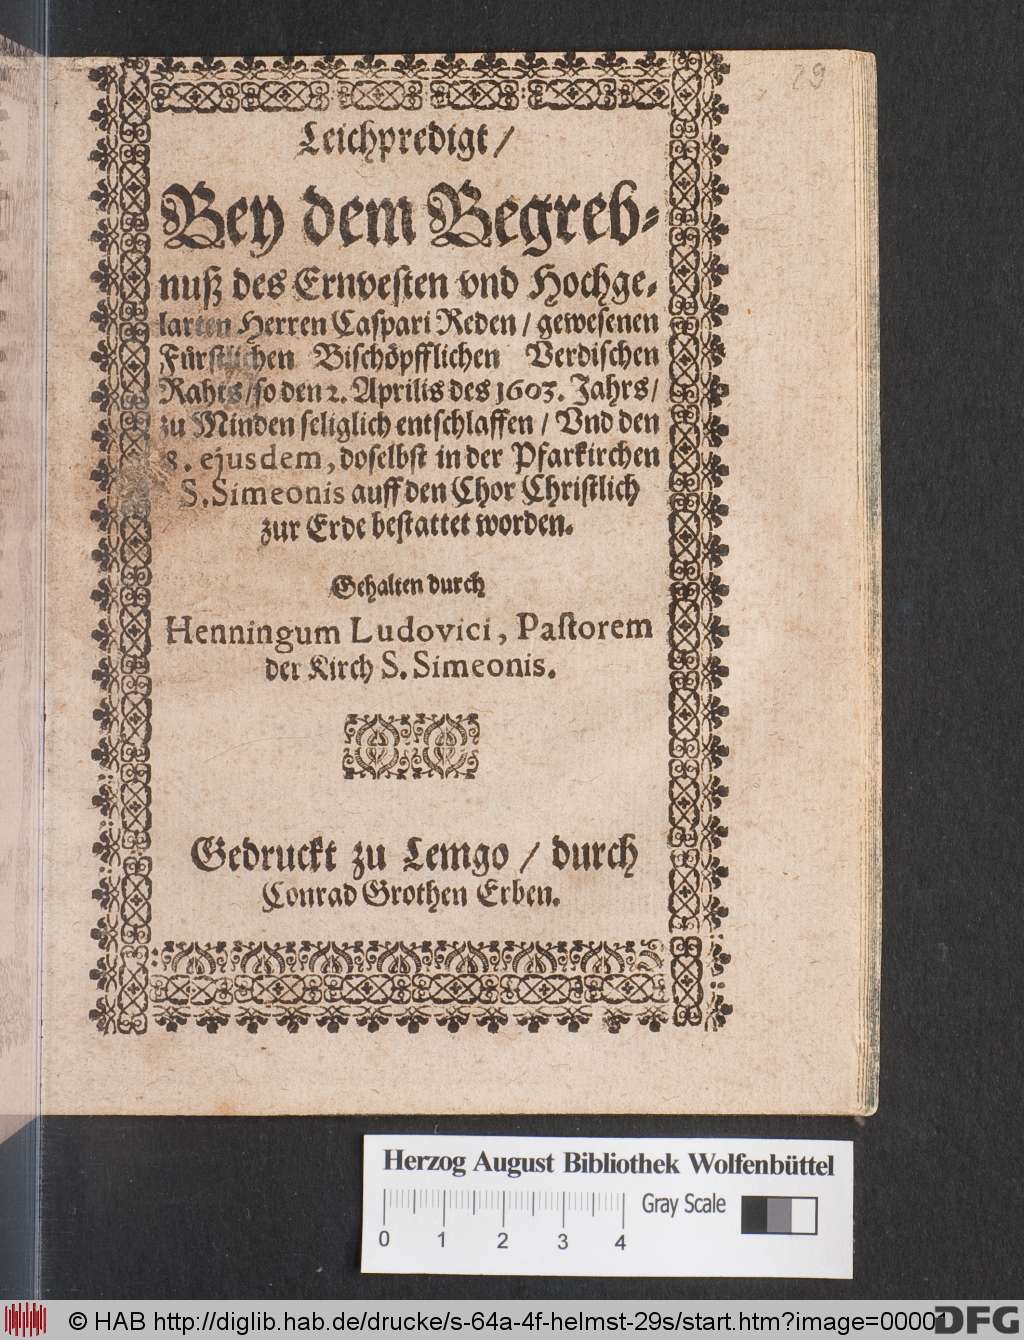 29
Leichpredigt/
Bey dem Begreb-
nuß des Ernvesten vnd Hochge-
larten Herren Caspari Reden / gewesenen
Fürstlichen Bischöpfflichen Verdischen
Rahts / so den 2. Aprilis des 1603. Jahrs /
zu Minden seliglich entschlaffen / Vnd den
8. ejusdem, doselbst in der Pfarkirchen
S. Simeonis auff den Chor Christlich
zur Erde bestattet worden.
Gehalten durch
Henningum Ludovici, Pastorem
der Kirch S. Simeonis.
Gedruckt zu Lemgo / durch
Conrad Grothen Erben.
Herzog August Bibliothek Wolfenbüttel
Gray Scale
0 1 2 3 4
© HAB http://diglib.hab.de/drucke/s-64a-4f-helmst-29s/start.htm?image=00001
DFG